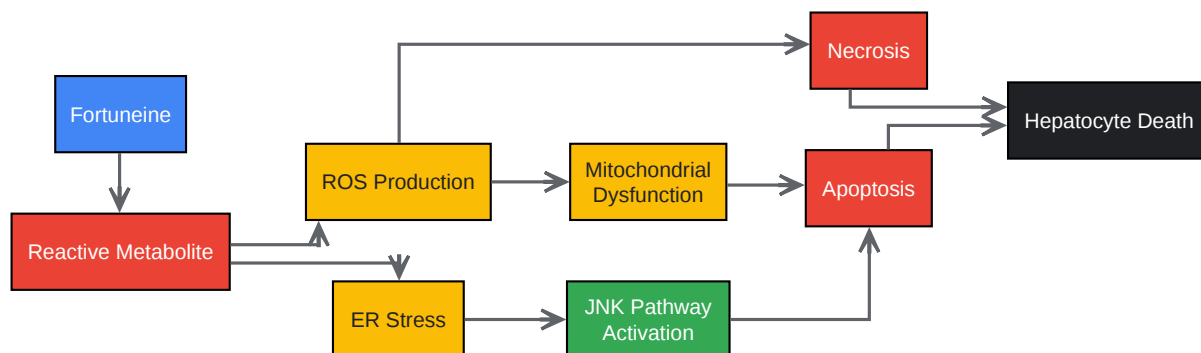 Necrosis
Fortuneine
Hepatocyte Death
ROS Production
Mitochondrial
Dysfunction
Apoptosis
Reactive Metabolite
ER Stress
JNK Pathway
Activation